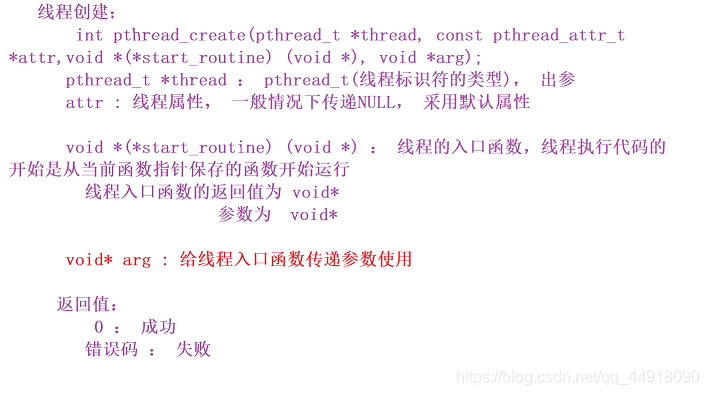 线程创建：
int pthread_create(pthread_t *thread, const pthread_attr_t
*attr,void *(*start_routine) (void *), void *arg);
pthread_t *thread ： pthread_t(线程标识符的类型)， 出参
attr : 线程属性， 一般情况下传递NULL， 采用默认属性
void *(*start_routine) (void *) ： 线程的入口函数，线程执行代码的
开始是从当前函数指针保存的函数开始运行
线程入口函数的返回值为 void*
参数为 void*
void* arg : 给线程入口函数传递参数使用
返回值：
0 ： 成功
错误码 ： 失败
https://blog.csdn.net/qq_44918090